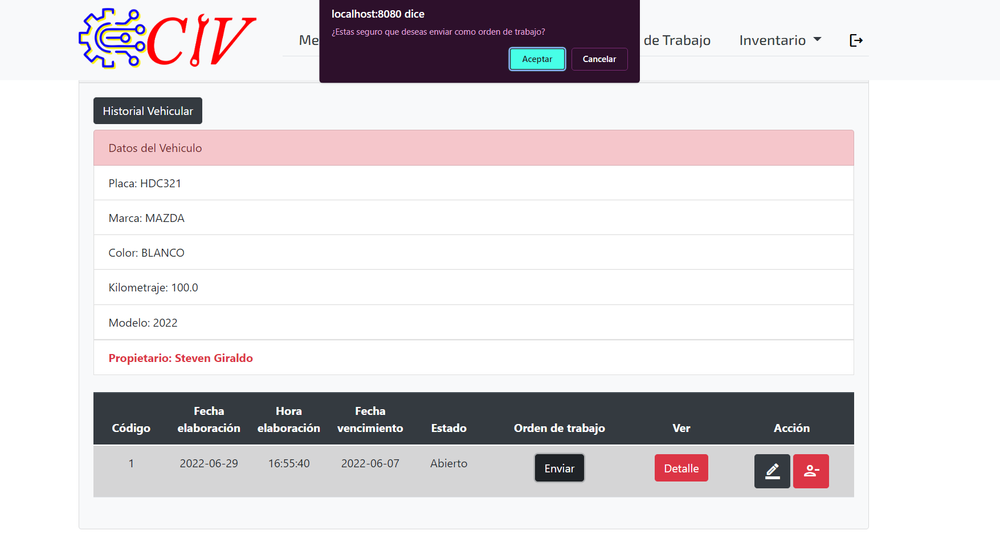 CIV
localhost:8080 dice
¿Estas seguro que deseas enviar como orden de trabajo?
Aceptar
Cancelar
Me
de Trabajo
Inventario
Historial Vehicular
Datos del Vehiculo
Placa: HDC321
Marca: MAZDA
Color: BLANCO
Kilometraje: 100.0
Modelo: 2022
Propietario: Steven Giraldo
Código
Fecha
elaboración
Hora
elaboración
Fecha
vencimiento
Estado
Orden de trabajo
Ver
Acción
1
2022-06-29
16:55:40
2022-06-07
Abierto
Enviar
Detalle